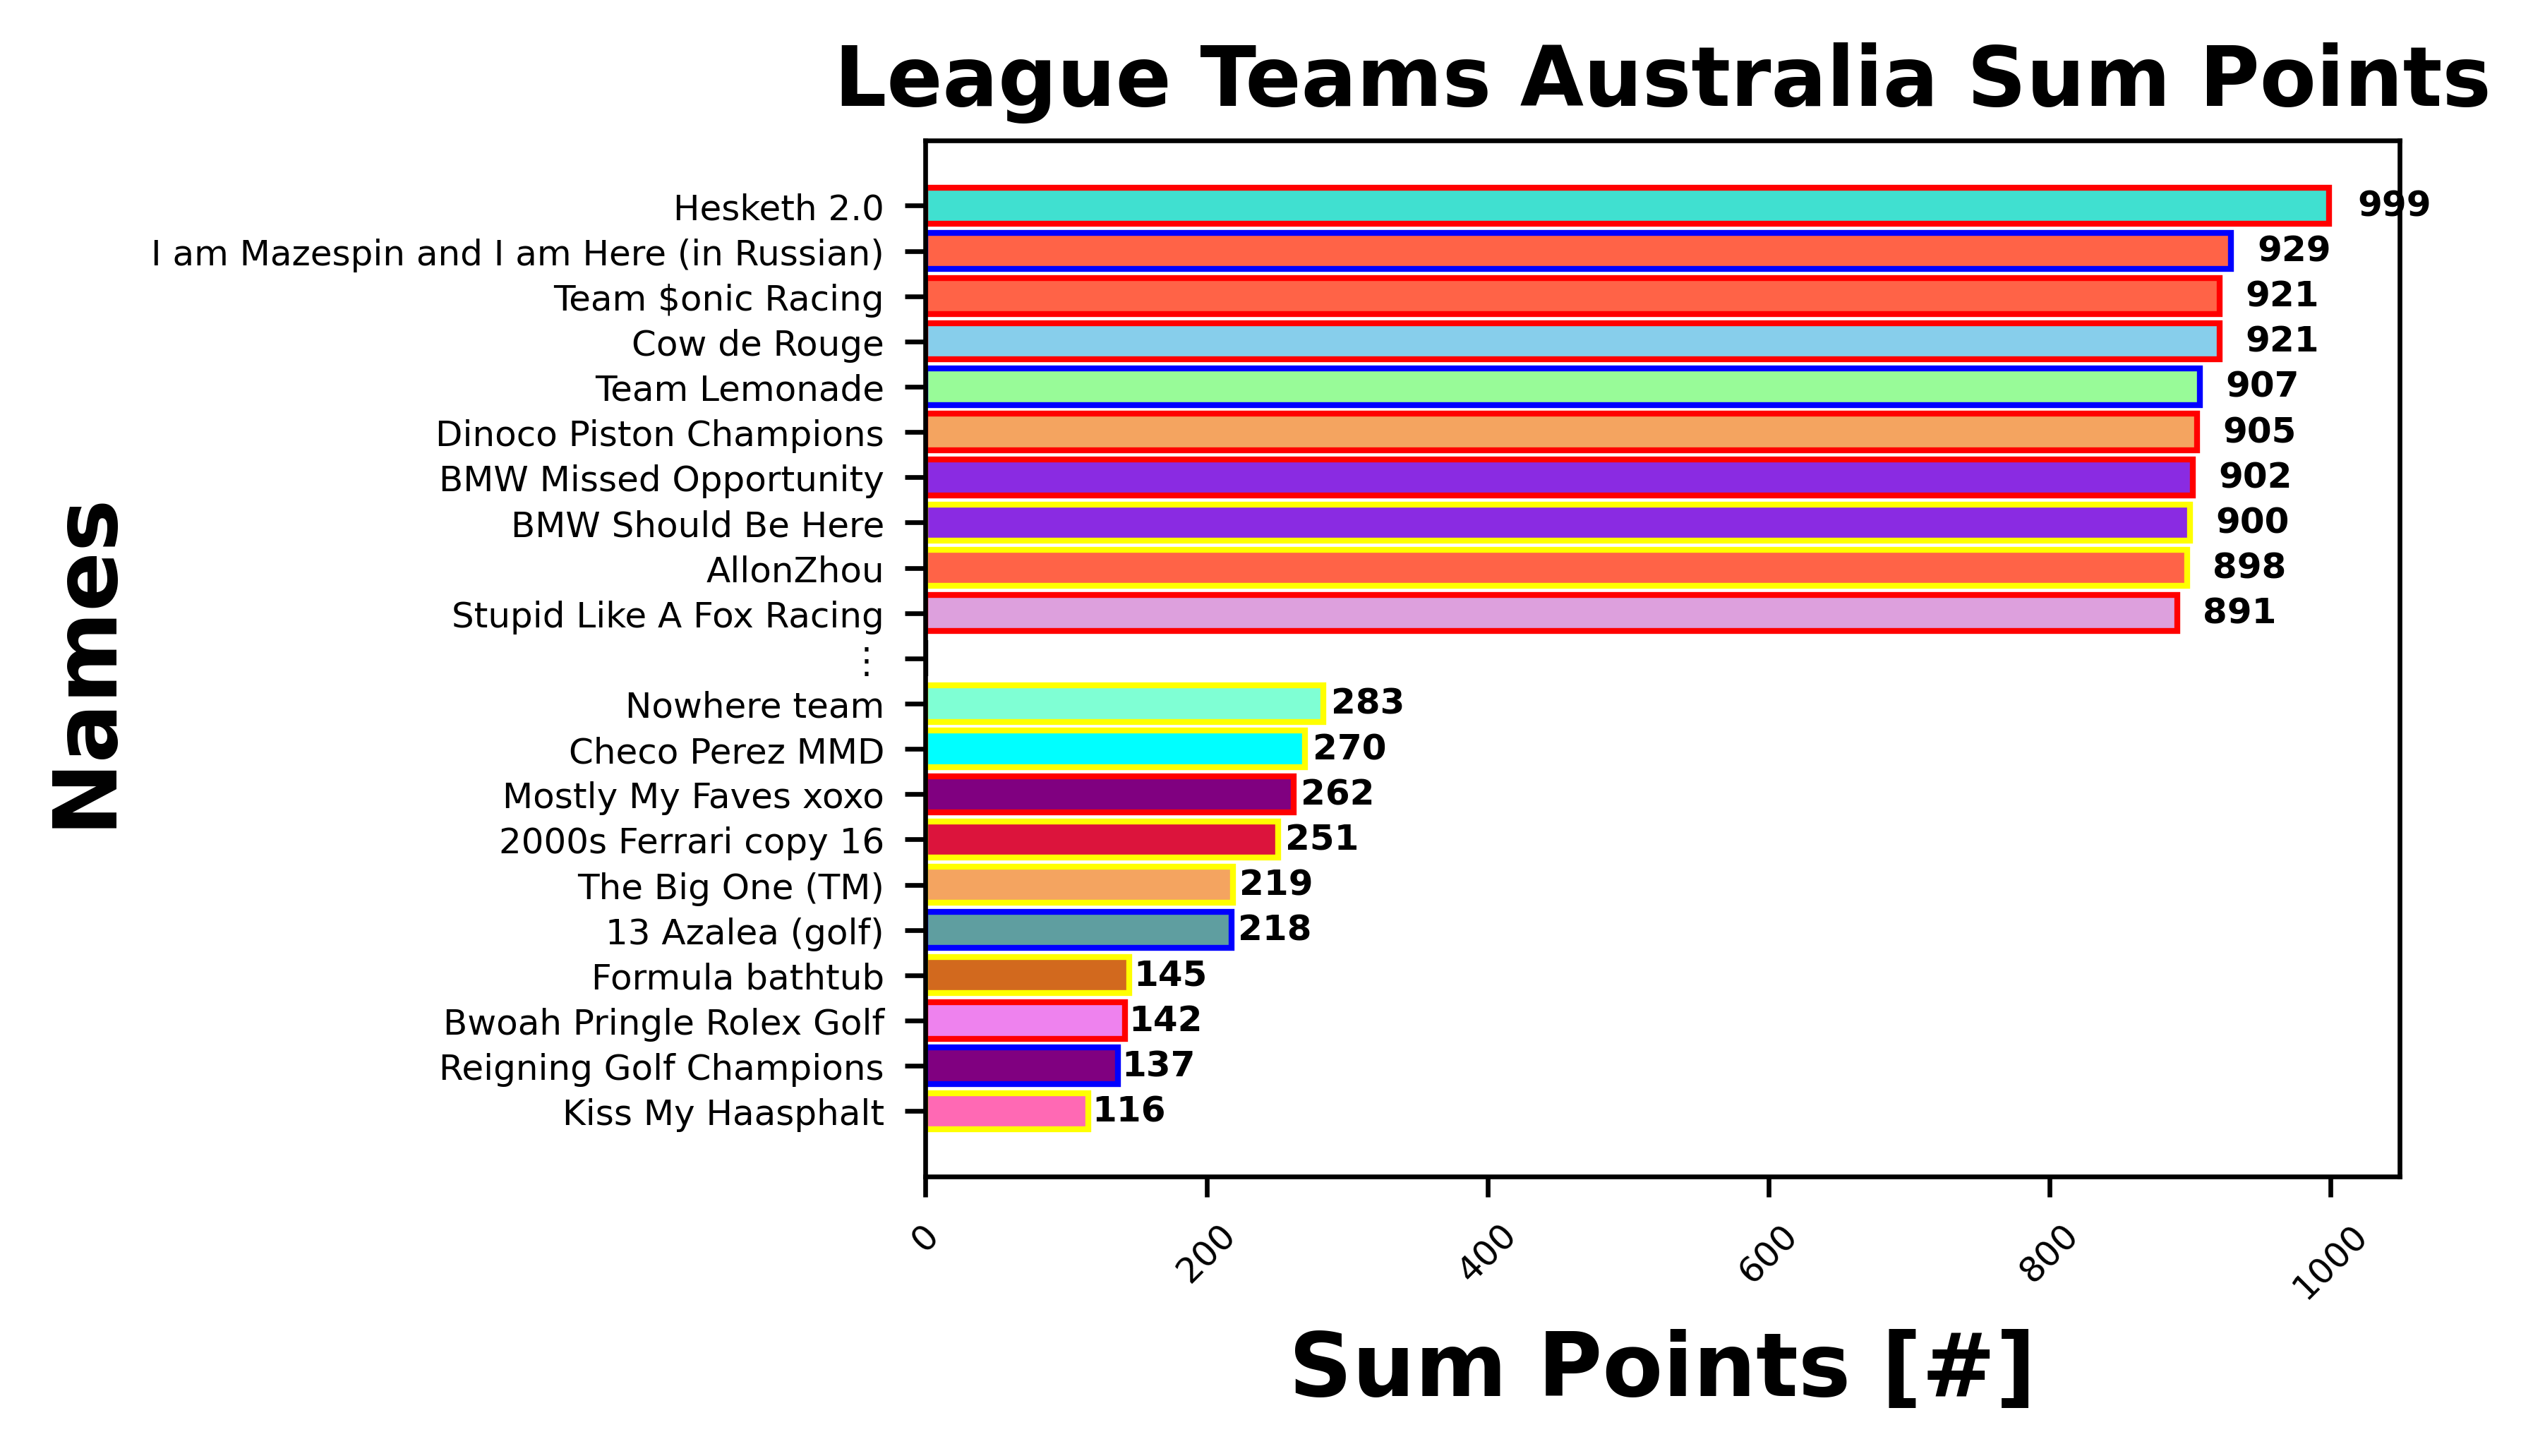 League Teams Australia Sum Points
Names
Hesketh 2.0 999
I am Mazespin and I am Here (in Russian) 929
Team $onic Racing 921
Cow de Rouge 921
Team Lemonade 907
Dinoco Piston Champions 905
BMW Missed Opportunity 902
BMW Should Be Here 900
AllonZhou 898
Stupid Like A Fox Racing 891
⋮
Nowhere team 283
Checo Perez MMD 270
Mostly My Faves xoxo 262
2000s Ferrari copy 16 251
The Big One (TM) 219
13 Azalea (golf) 218
Formula bathtub 145
Bwoah Pringle Rolex Golf 142
Reigning Golf Champions 137
Kiss My Haasphalt 116
0 200 400 600 800 1000
Sum Points [#]